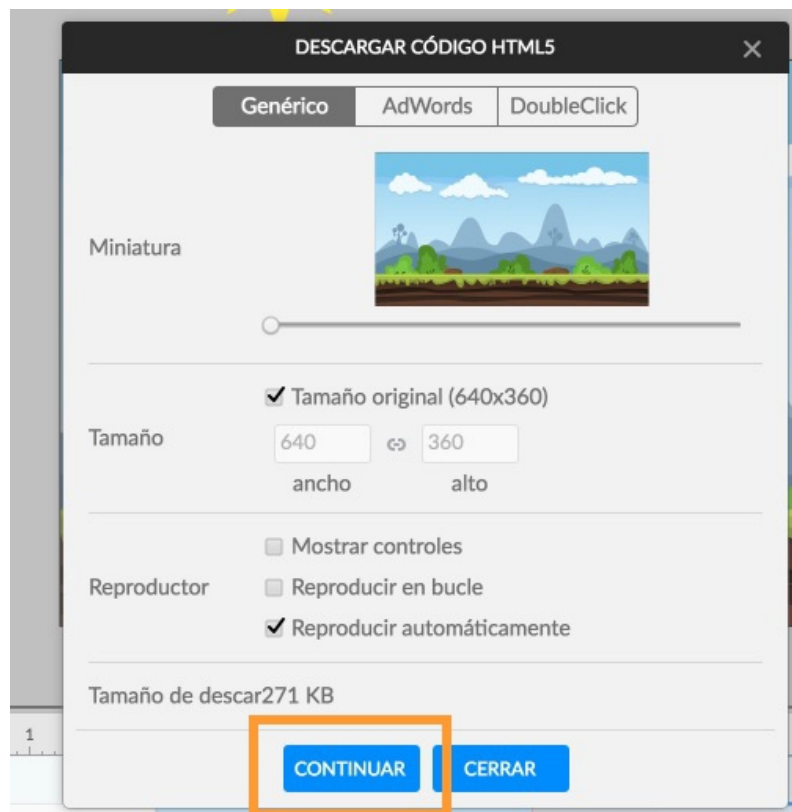 DESCARGAR CÓDIGO HTML5
Genérico AdWords DoubleClick
Miniatura
Tamaño original (640x360)
Tamaño
640 360
ancho alto
Mostrar controles
Reproductor
Reproducir en bucle
Reproducir automáticamente
Tamaño de descar271 KB
1
CONTINUAR CERRAR